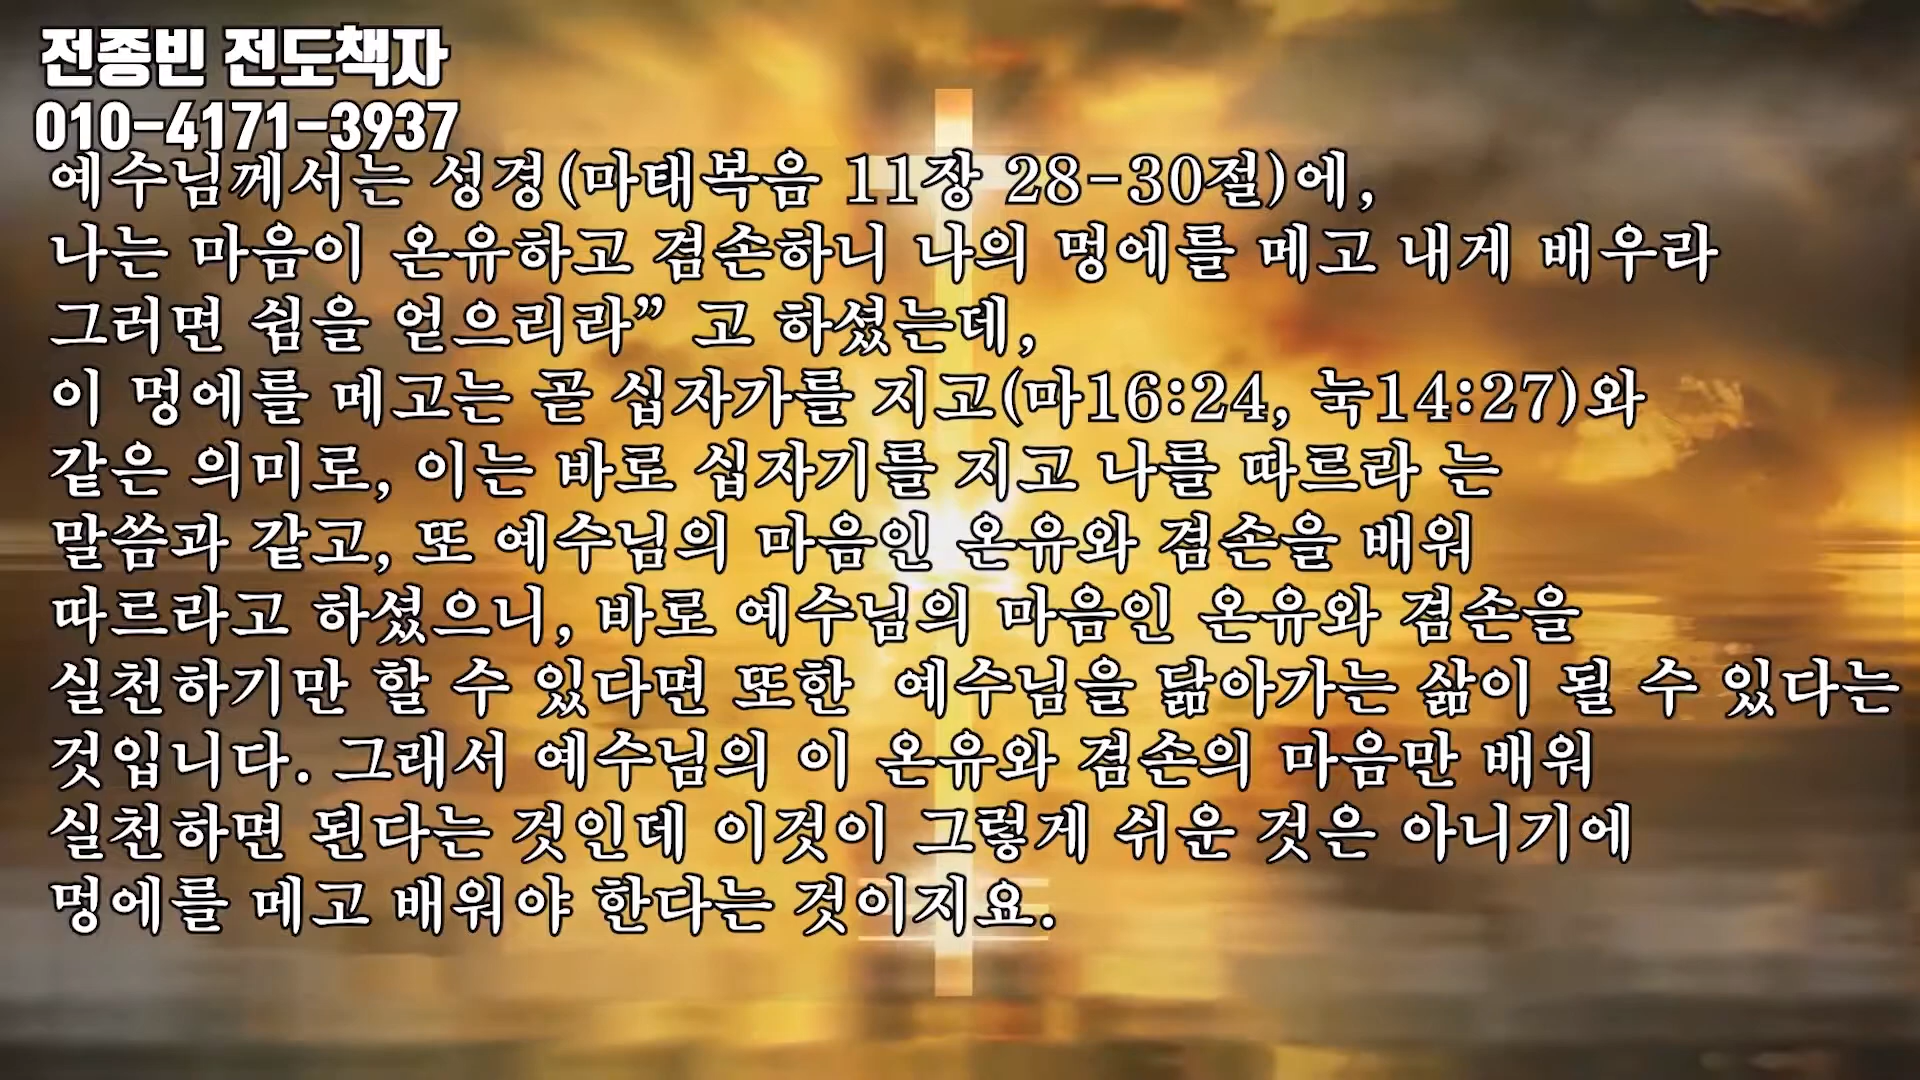 전종빈 전도책자
010-4171-3937
예수님께서는 성경(마태복음 11장 28-30절)에,
나는 마음이 온유하고 겸손하니 나의 멍에를 메고 내게 배우라
그러면 쉼을 얻으리라” 고 하셨는데,
이 멍에를 메고는 곧 십자가를 지고(마16:24, 눅14:27)와
같은 의미로, 이는 바로 십자기를 지고 나를 따르라 는
말씀과 같고, 또 예수님의 마음인 온유와 겸손을 배워
따르라고 하셨으니, 바로 예수님의 마음인 온유와 겸손을
실천하기만 할 수 있다면 또한  예수님을 닮아가는 삶이 될 수 있다는
것입니다. 그래서 예수님의 이 온유와 겸손의 마음만 배워
실천하면 된다는 것인데 이것이 그렇게 쉬운 것은 아니기에
멍에를 메고 배워야 한다는 것이지요.